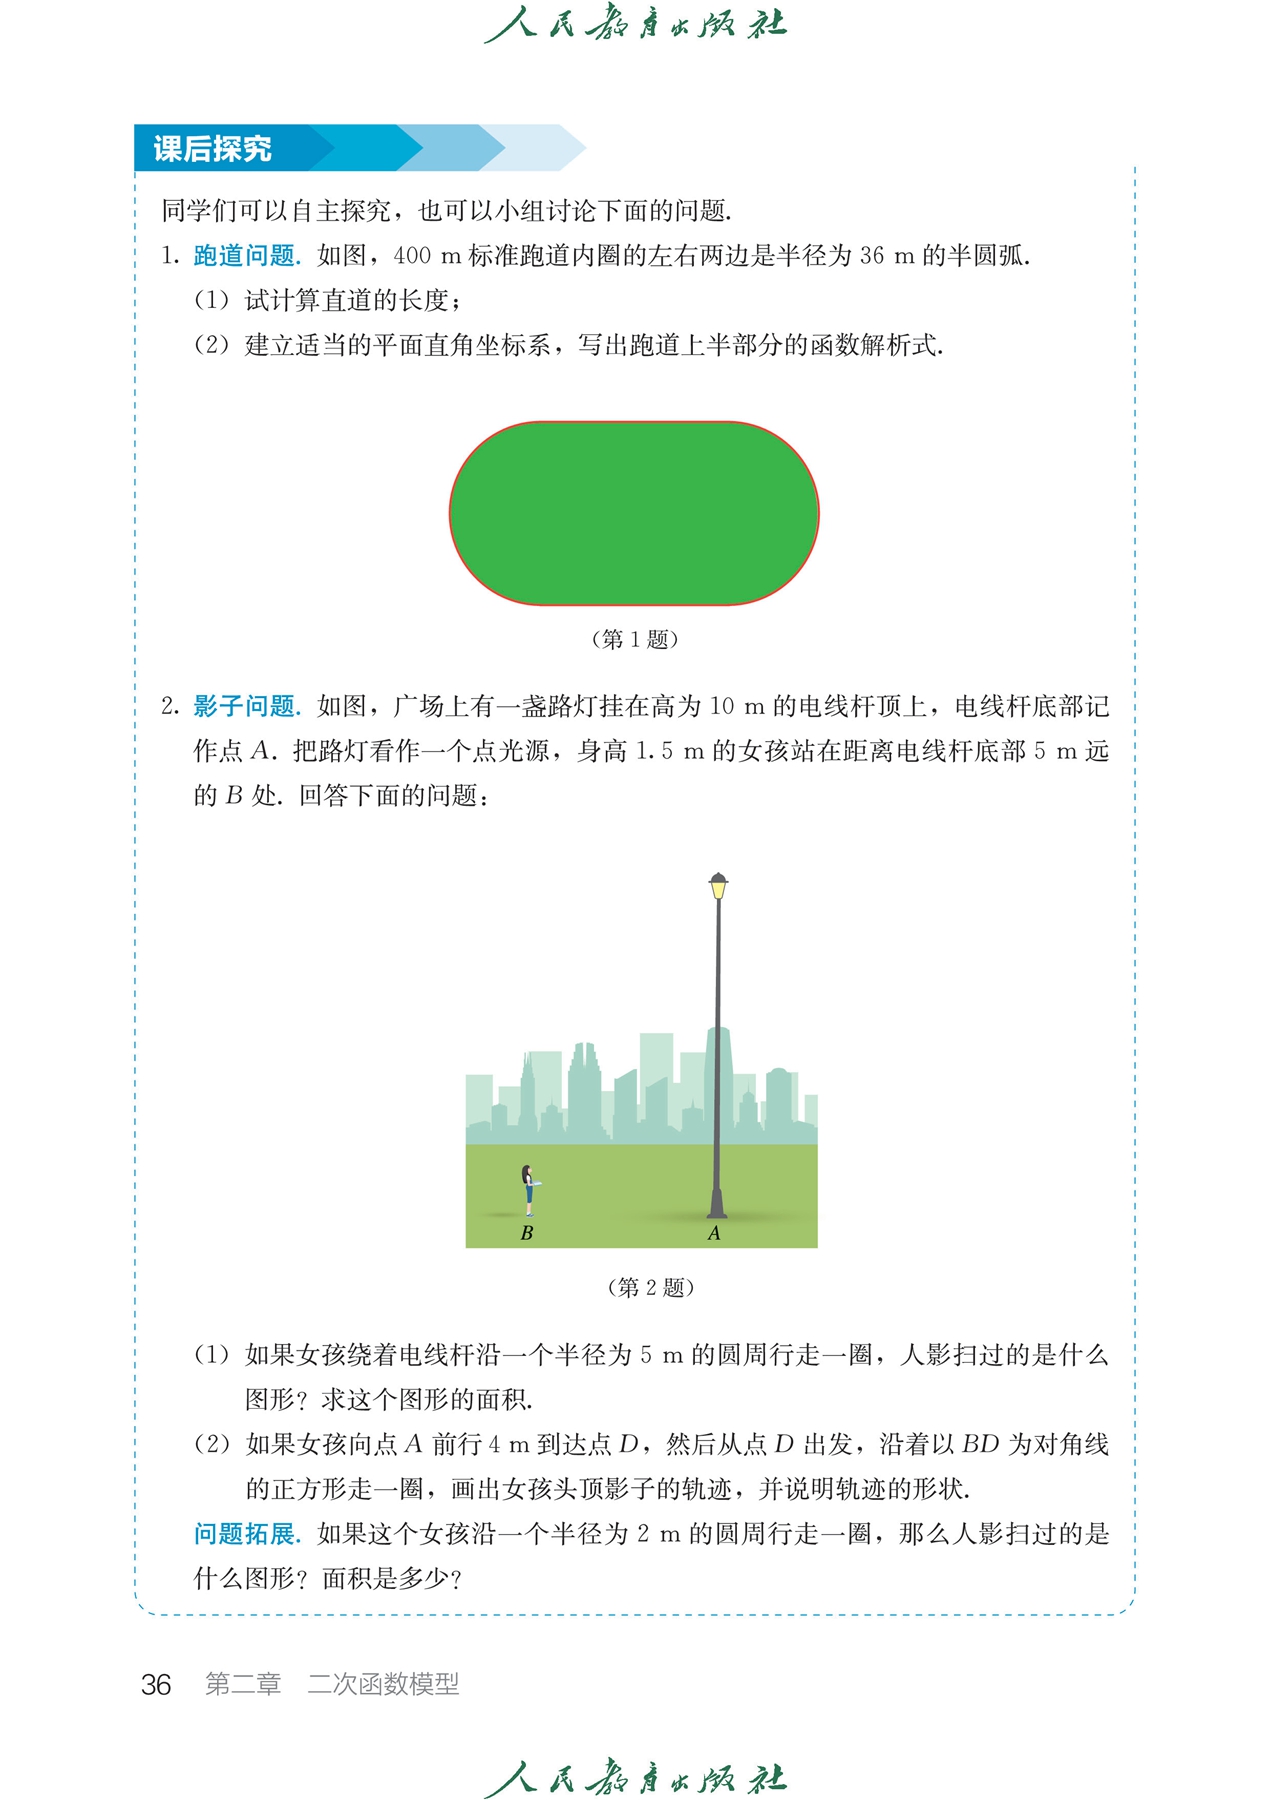 人民教育出版社
课后探究
同学们可以自主探究，也可以小组讨论下面的问题.
1. 跑道问题. 如图，400 m 标准跑道内圈的左右两边是半径为 36 m 的半圆弧.
（1）试计算直道的长度；
（2）建立适当的平面直角坐标系，写出跑道上半部分的函数解析式.
（第 1 题）
2. 影子问题. 如图，广场上有一盏路灯挂在高为 10 m 的电线杆顶上，电线杆底部记
作点 A. 把路灯看作一个点光源，身高 1.5 m 的女孩站在距离电线杆底部 5 m 远
的 B 处. 回答下面的问题：
B A
（第 2 题）
（1）如果女孩绕着电线杆沿一个半径为 5 m 的圆周行走一圈，人影扫过的是什么
图形？求这个图形的面积.
（2）如果女孩向点 A 前行 4 m 到达点 D，然后从点 D 出发，沿着以 BD 为对角线
的正方形走一圈，画出女孩头顶影子的轨迹，并说明轨迹的形状.
问题拓展. 如果这个女孩沿一个半径为 2 m 的圆周行走一圈，那么人影扫过的是
什么图形？面积是多少？
36 第二章 二次函数模型
人民教育出版社